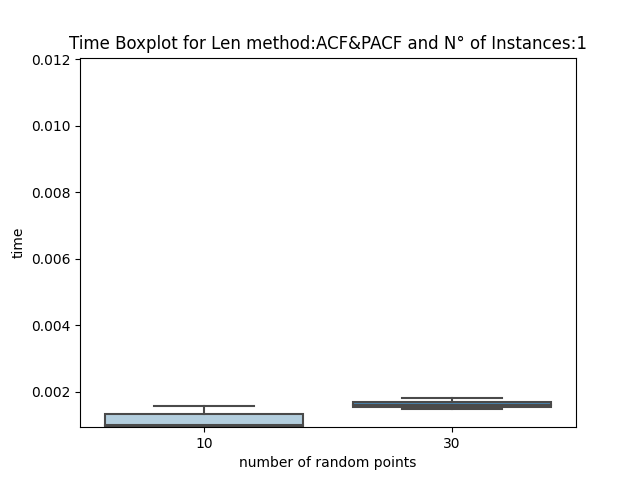 Time Boxplot for Len method:ACF&PACF and N° of Instances:1
0.012
0.010
0.008
0.006
0.004
0.002
time
10
30
number of random points